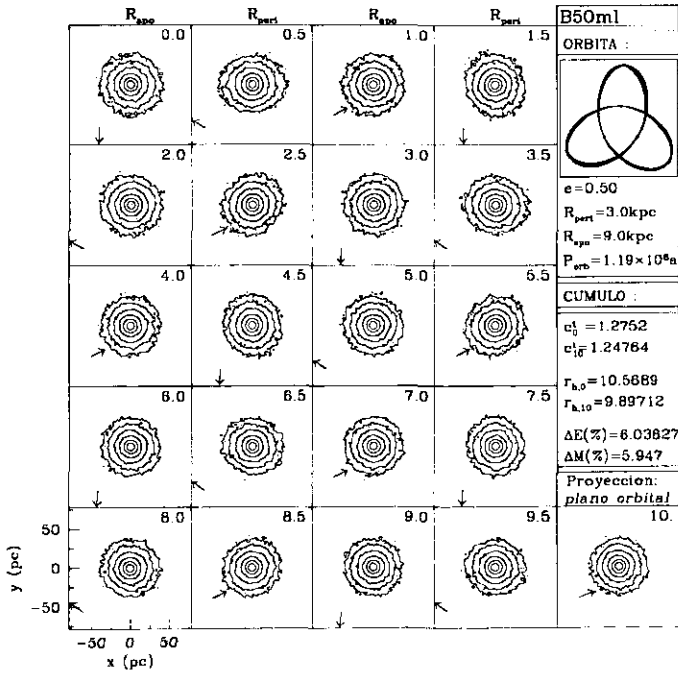 R_apo R_peri R_apo R_peri
B50ml
ORBITA :
0.0 0.5 1.0 1.5
2.0 2.5 3.0 3.5
e=0.50
R_peri=3.0kpc
R_apo=9.0kpc
P_orb=1.19×10⁸a
4.0 4.5 5.0 5.5
CUMULO :
c^t_0 =1.2752
c^t_10=1.24764
r_h,0=10.5689
r_h,10=9.89712
6.0 6.5 7.0 7.5
ΔE(%)=6.03627
ΔM(%)=5.947
Proyeccion:
plano orbital
8.0 8.5 9.0 9.5 10.
50
0
−50
y (pc)
−50 0 50
x (pc)